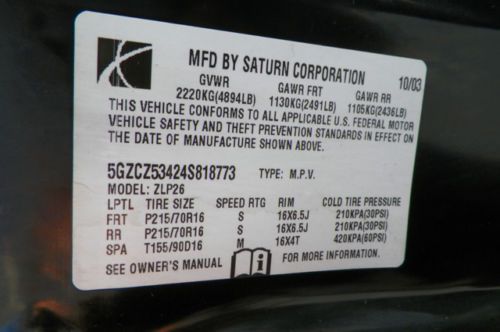 MFD BY SATURN CORPORATION 10/03
GVWR GAWR FRT GAWR RR
2220KG(4894LB) 1130KG(2491LB) 1105KG(2436LB)
THIS VEHICLE CONFORMS TO ALL APPLICABLE U.S. FEDERAL MOTOR
VEHICLE SAFETY AND THEFT PREVENTION STANDARDS IN EFFECT ON
THE DATE OF MANUFACTURE SHOWN ABOVE.
5GZCZ53424S818773 TYPE: M.P.V.
MODEL: ZLP26
LPTL TIRE SIZE SPEED RTG RIM COLD TIRE PRESSURE
FRT P215/70R16 S 16X6.5J 210KPA(30PSI)
RR P215/70R16 S 16X6.5J 210KPA(30PSI)
SPA T155/90D16 M 16X4T 420KPA(60PSI)
SEE OWNER'S MANUAL FOR MORE INFORMATION.